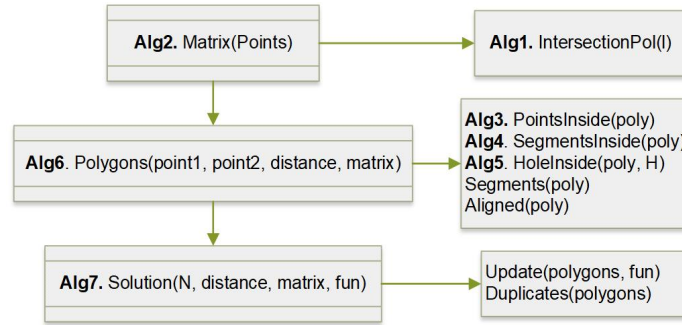 Alg2. Matrix(Points)
Alg1. IntersectionPol(I)
Alg6. Polygons(point1, point2, distance, matrix)
Alg3. PointsInside(poly)
Alg4. SegmentsInside(poly)
Alg5. HoleInside(poly, H)
Segments(poly)
Aligned(poly)
Alg7. Solution(N, distance, matrix, fun)
Update(polygons, fun)
Duplicates(polygons)